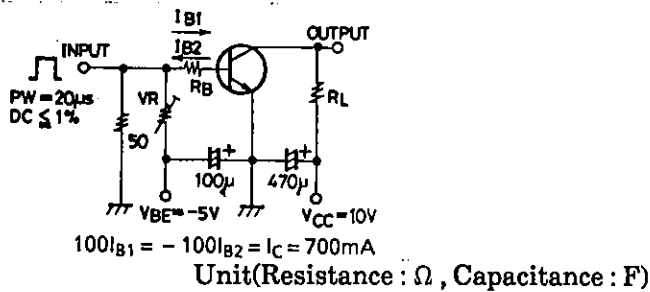 IB1
OUTPUT
INPUT
IB2
RB
PW=20μs
DC≦1%
VR
50
RL
+
100μ
+
470μ
VBE=-5V
VCC=10V
100IB1=-100IB2=IC=700mA
Unit(Resistance : Ω , Capacitance : F)